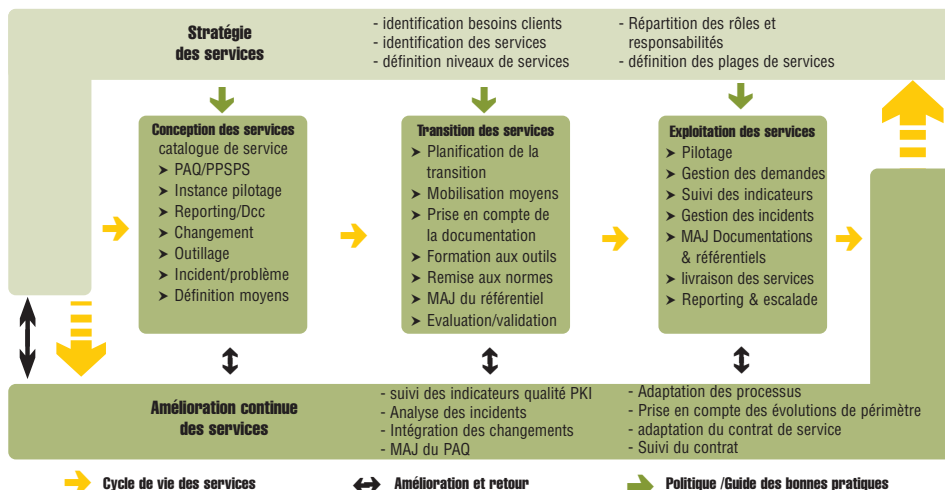 Stratégie
des services
- identification besoins clients
- identification des services
- définition niveaux de services
- Répartition des rôles et
responsabilités
- définition des plages de services
Conception des services
catalogue de service
➤ PAQ/PPSPS
➤ Instance pilotage
➤ Reporting/Dcc
➤ Changement
➤ Outillage
➤ Incident/problème
➤ Définition moyens
Transition des services
➤ Planification de la
transition
➤ Mobilisation moyens
➤ Prise en compte de
la documentation
➤ Formation aux outils
➤ Remise aux normes
➤ MAJ du référentiel
➤ Evaluation/validation
Exploitation des services
➤ Pilotage
➤ Gestion des demandes
➤ Suivi des indicateurs
➤ Gestion des incidents
➤ MAJ Documentations
& référentiels
➤ livraison des services
➤ Reporting & escalade
Amélioration continue
des services
- suivi des indicateurs qualité PKI
- Analyse des incidents
- Intégration des changements
- MAJ du PAQ
- Adaptation des processus
- Prise en compte des évolutions de périmètre
- adaptation du contrat de service
- Suivi du contrat
Cycle de vie des services
Amélioration et retour
Politique /Guide des bonnes pratiques